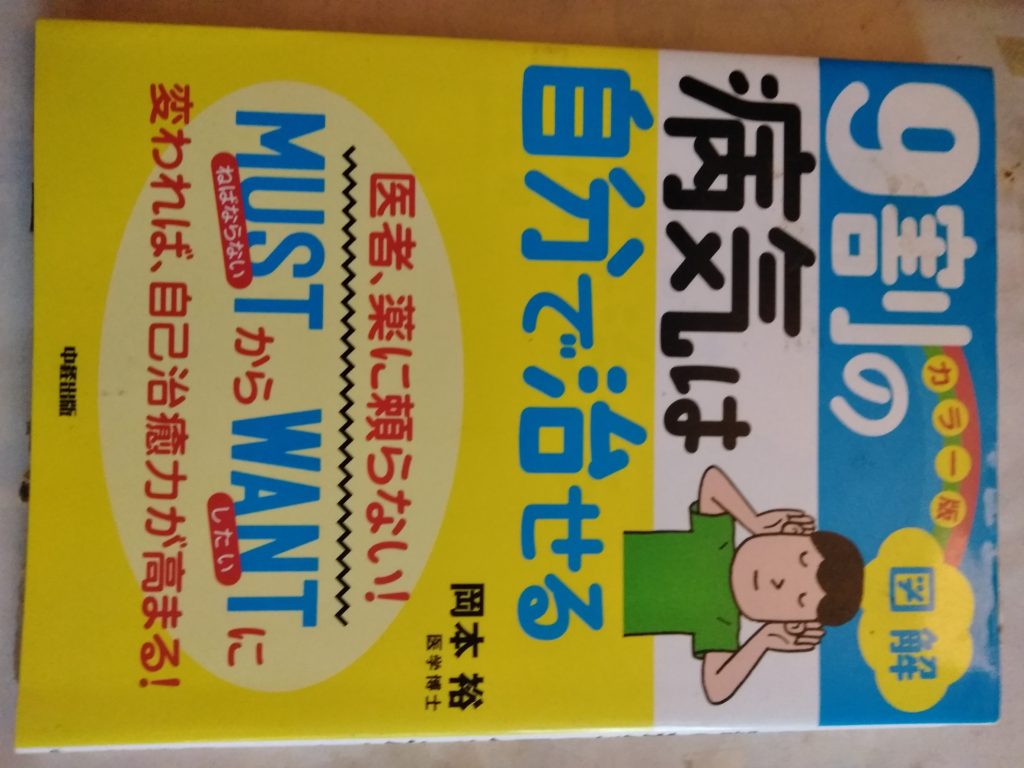 カラー版
図解
9割の
病気は
自分で治せる
岡本 裕
医学博士
医者、薬に頼らない!
MUSTからWANTに
ねばならない
したい
変われば、自己治癒力が高まる!
中経出版